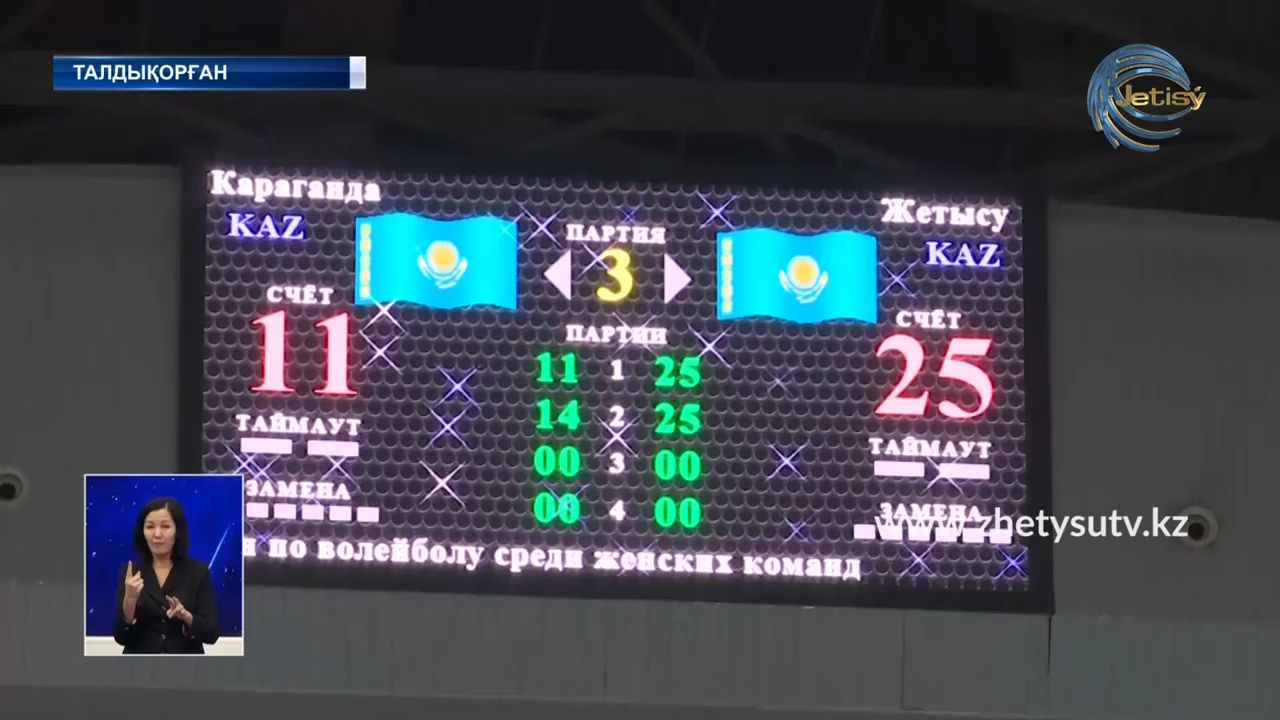 ТАЛДЫҚОРҒАН
Jetisý
Караганда
KAZ
Жетысу
KAZ
ПАРТИЯ
3
СЧЁТ
11
СЧЁТ
25
ПАРТИИ
11 1 25
14 2 25
00 3 00
00 4 00
ТАЙМАУТ
ТАЙМАУТ
ЗАМЕНА
ЗАМЕНА
www.zhetysutv.kz
по волейболу среди женских команд